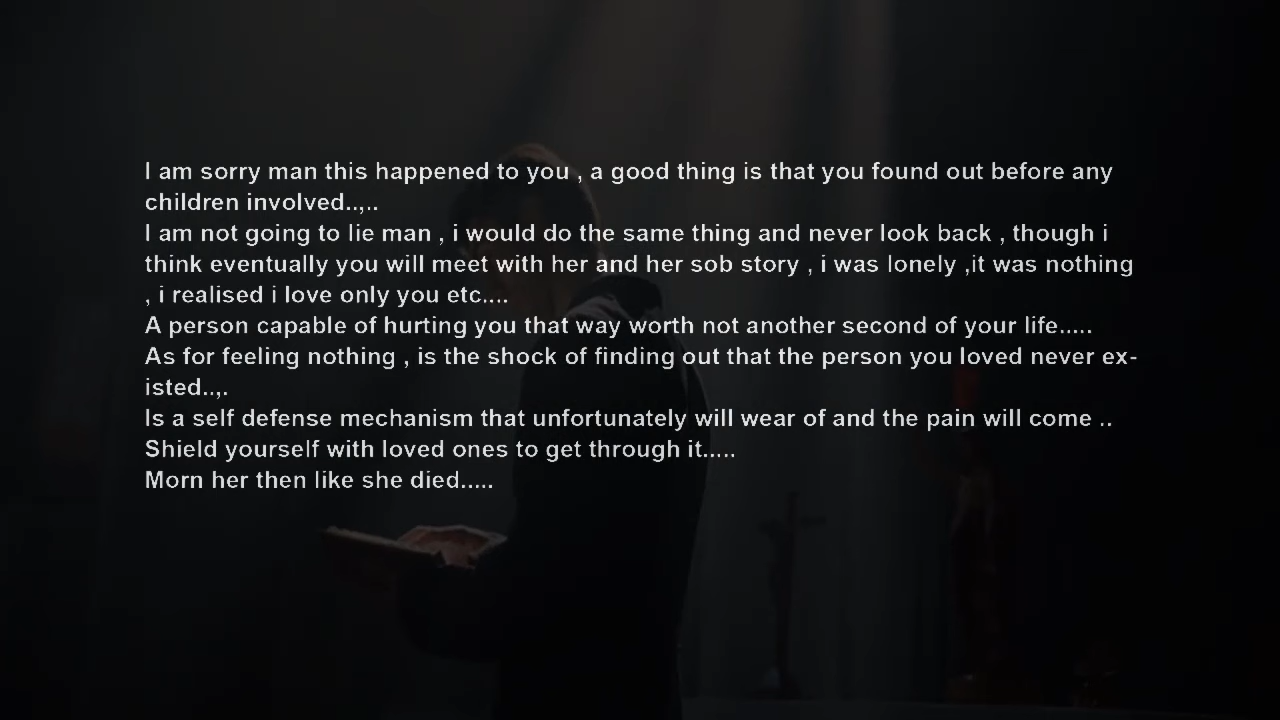 I am sorry man this happened to you , a good thing is that you found out before any
children involved..,..
I am not going to lie man , i would do the same thing and never look back , though i
think eventually you will meet with her and her sob story , i was lonely ,it was nothing
, i realised i love only you etc....
A person capable of hurting you that way worth not another second of your life.....
As for feeling nothing , is the shock of finding out that the person you loved never ex-
isted..,.
Is a self defense mechanism that unfortunately will wear of and the pain will come ..
Shield yourself with loved ones to get through it.....
Morn her then like she died.....